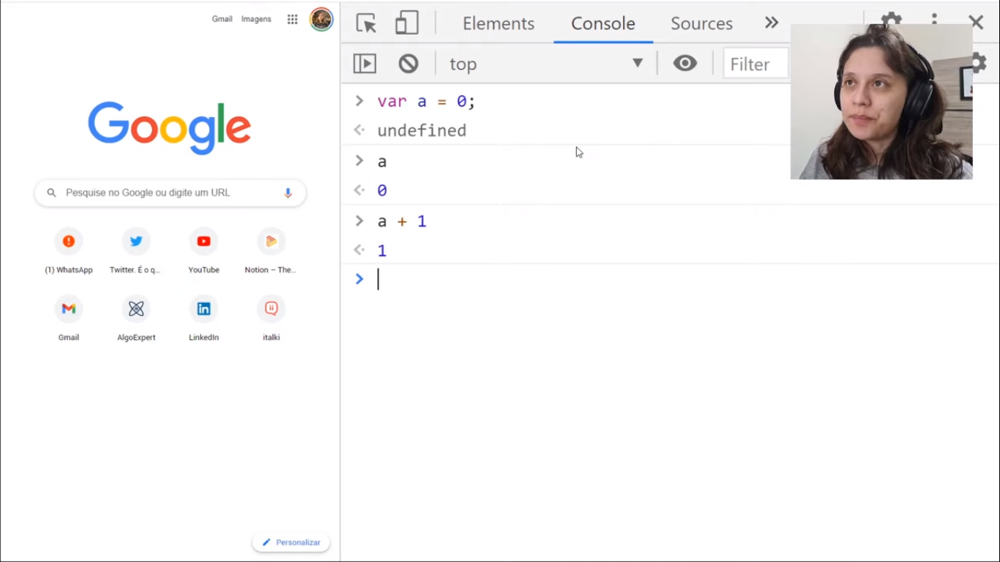 Gmail Imagens
Google
Pesquise no Google ou digite um URL
(1) WhatsApp Twitter. É o q... YouTube Notion – The...
Gmail AlgoExpert LinkedIn italki
Personalizar
Elements Console Sources
top Filter
> var a = 0;
undefined
> a
0
> a + 1
1
>